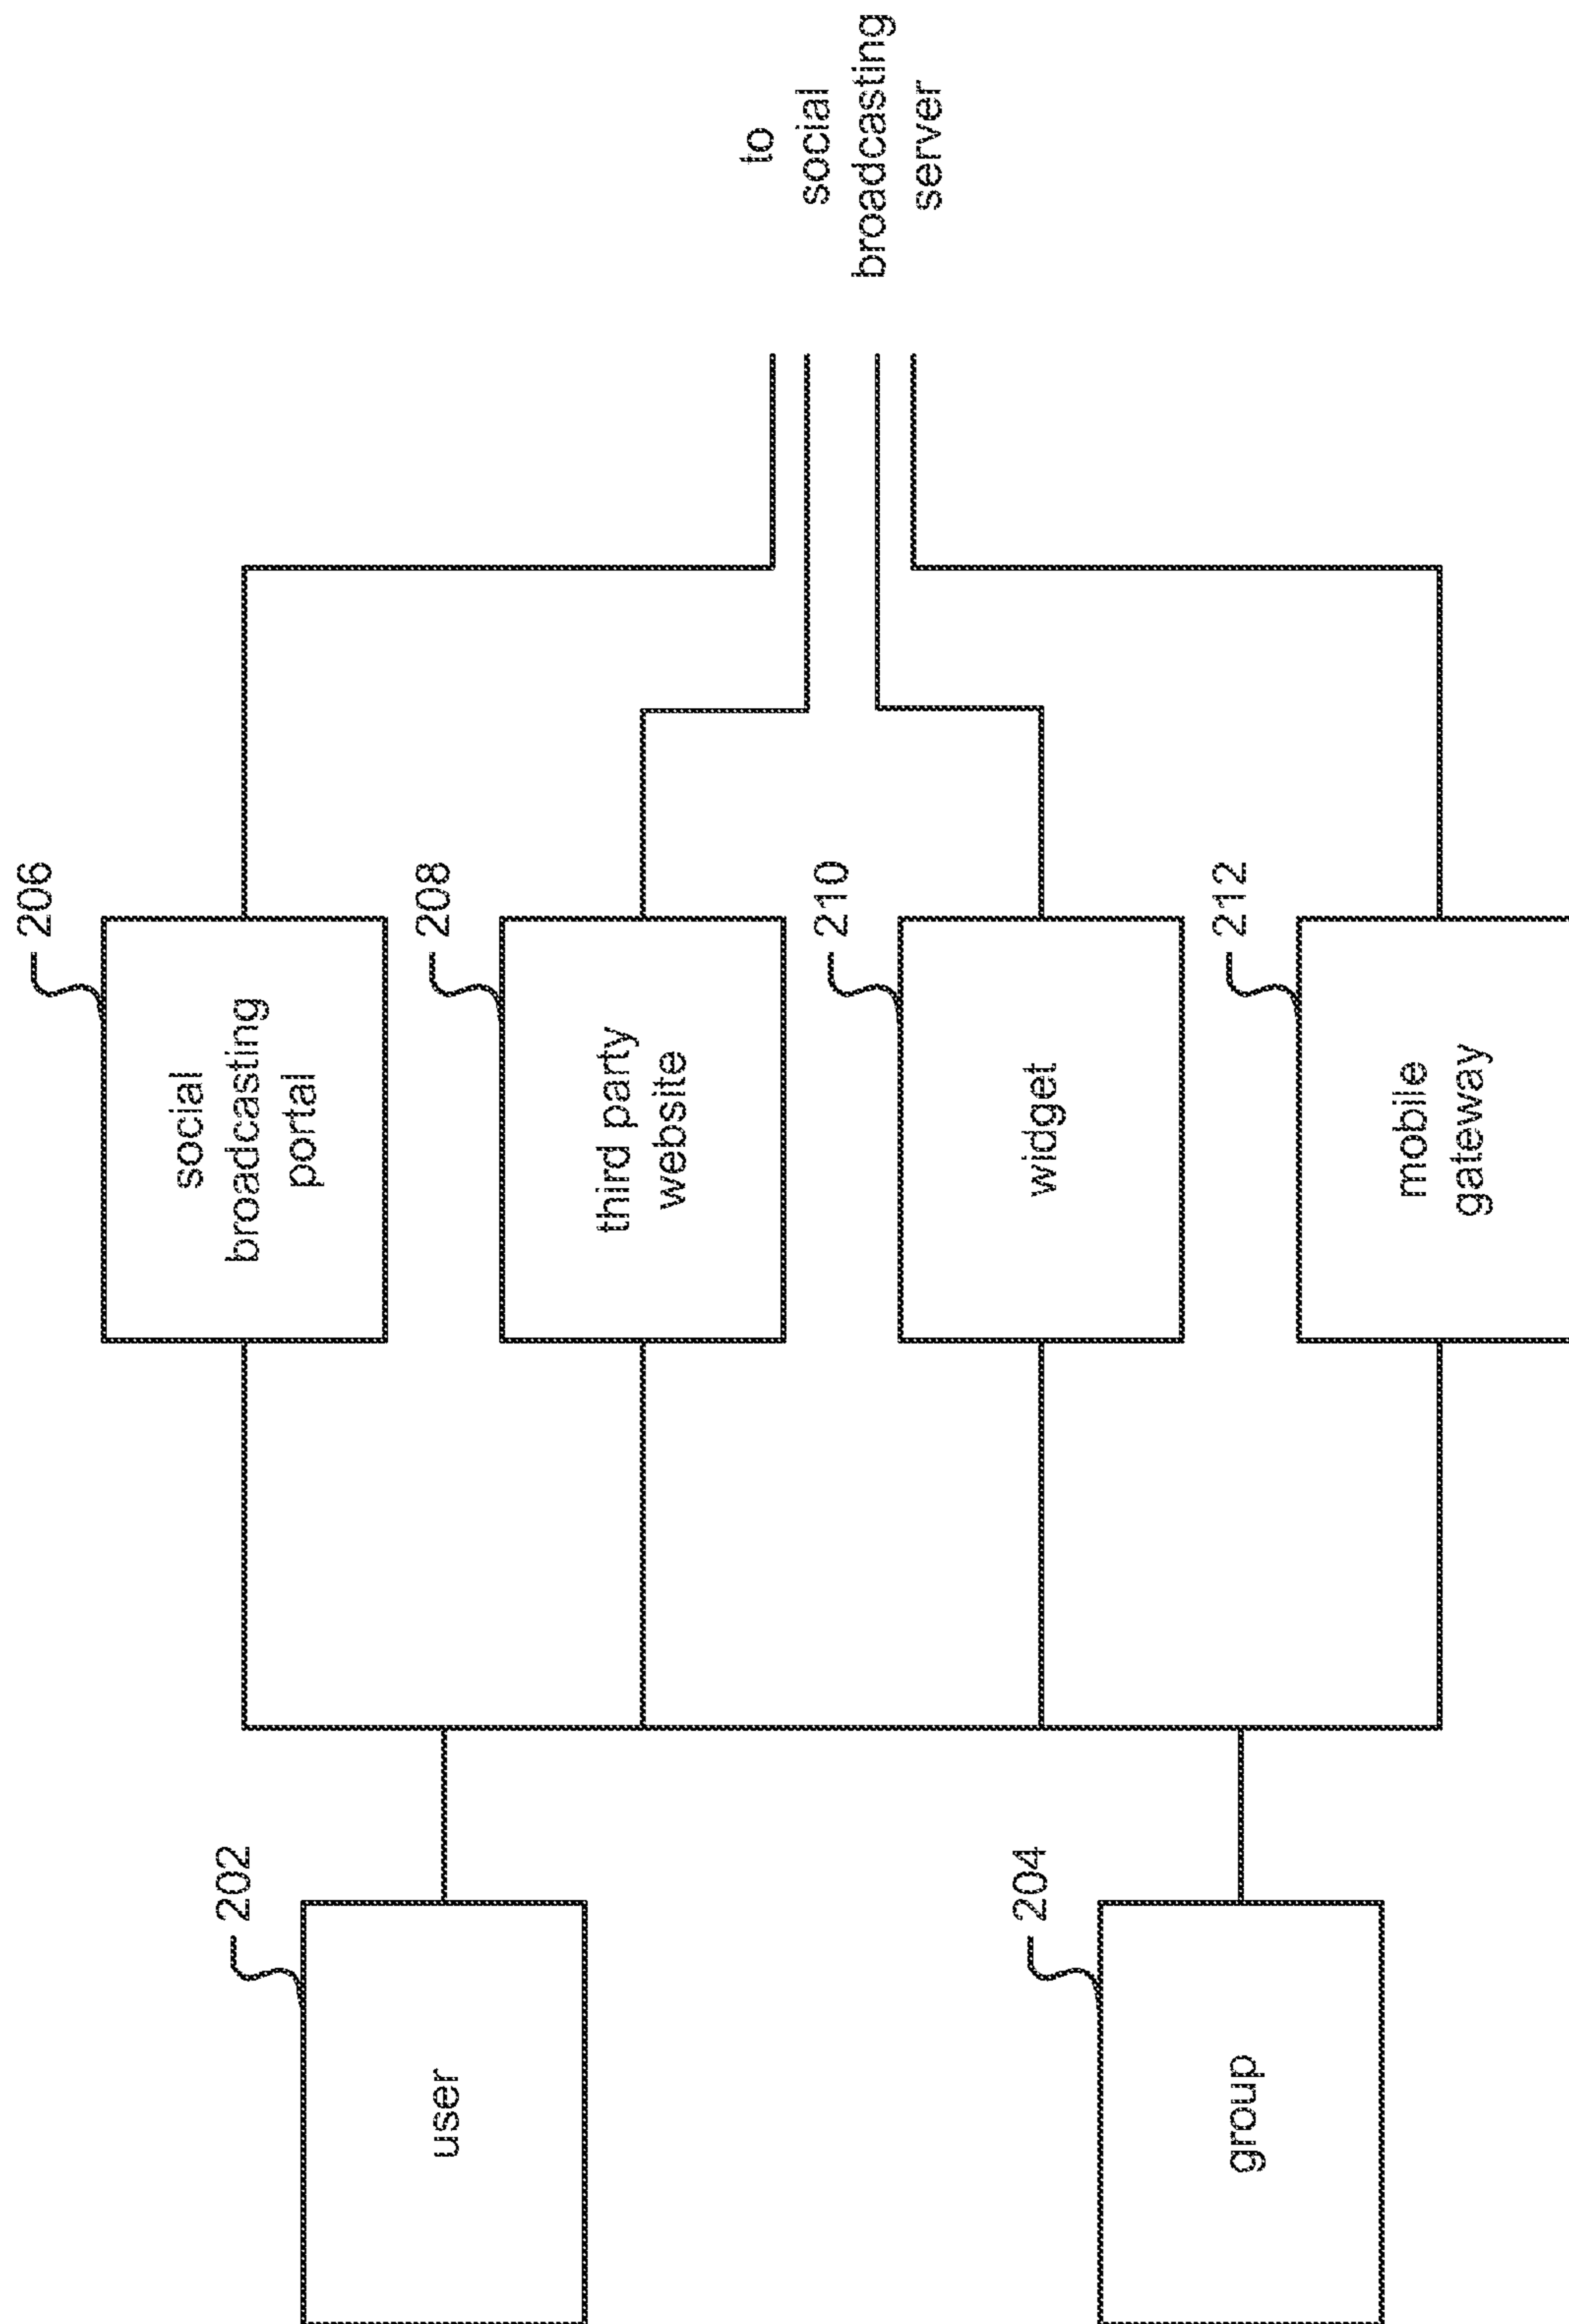 202
user
204
group
206
social
broadcasting
portal
208
third party
website
210
widget
212
mobile
gateway
to
social
broadcasting
server